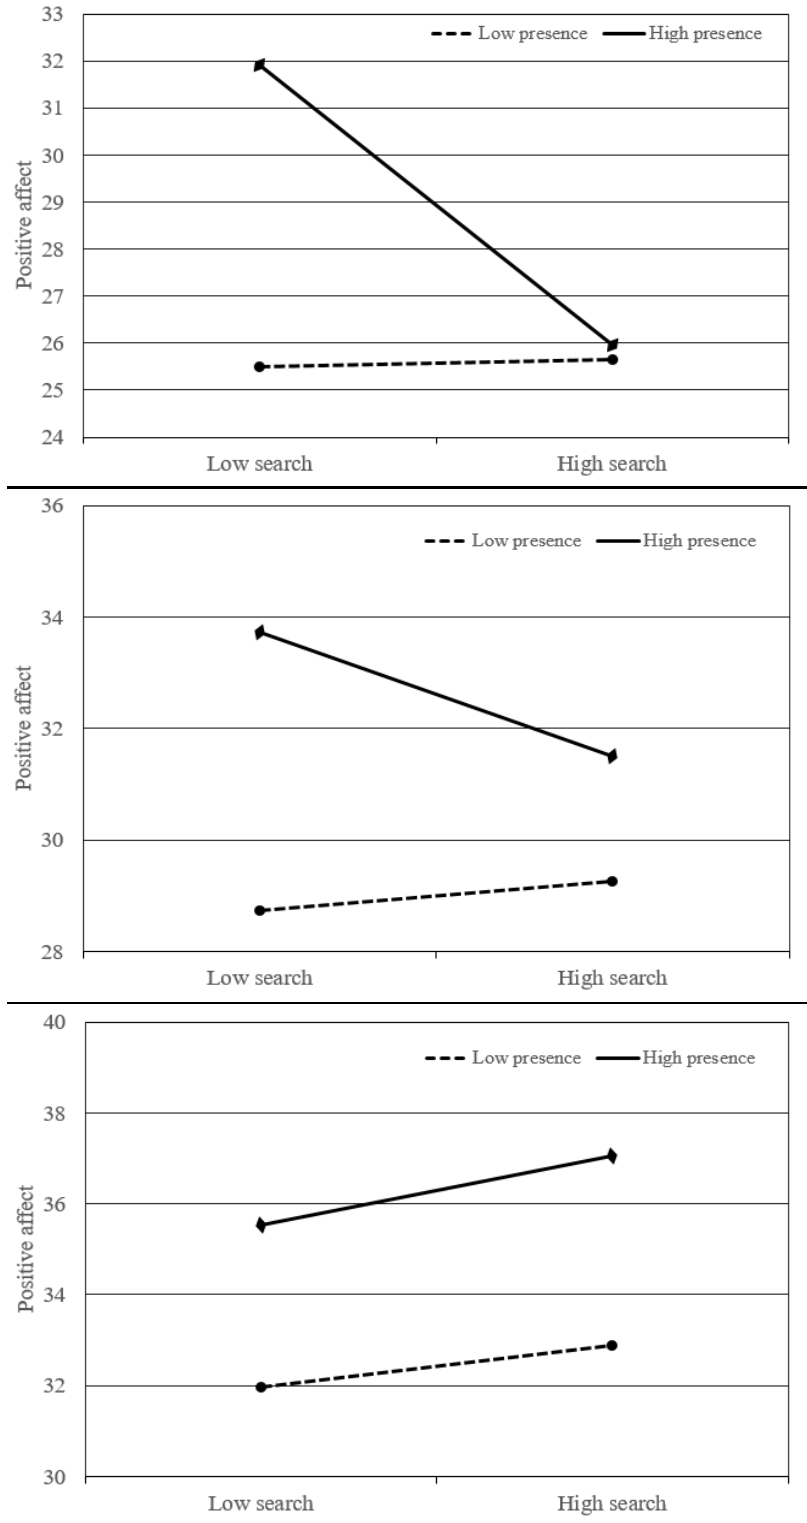 33
Low presence High presence
32
31
30
29
28
27
26
25
24
Positive affect
Low search High search
36
Low presence High presence
34
32
30
28
Positive affect
Low search High search
40
Low presence High presence
38
36
34
32
30
Positive affect
Low search High search